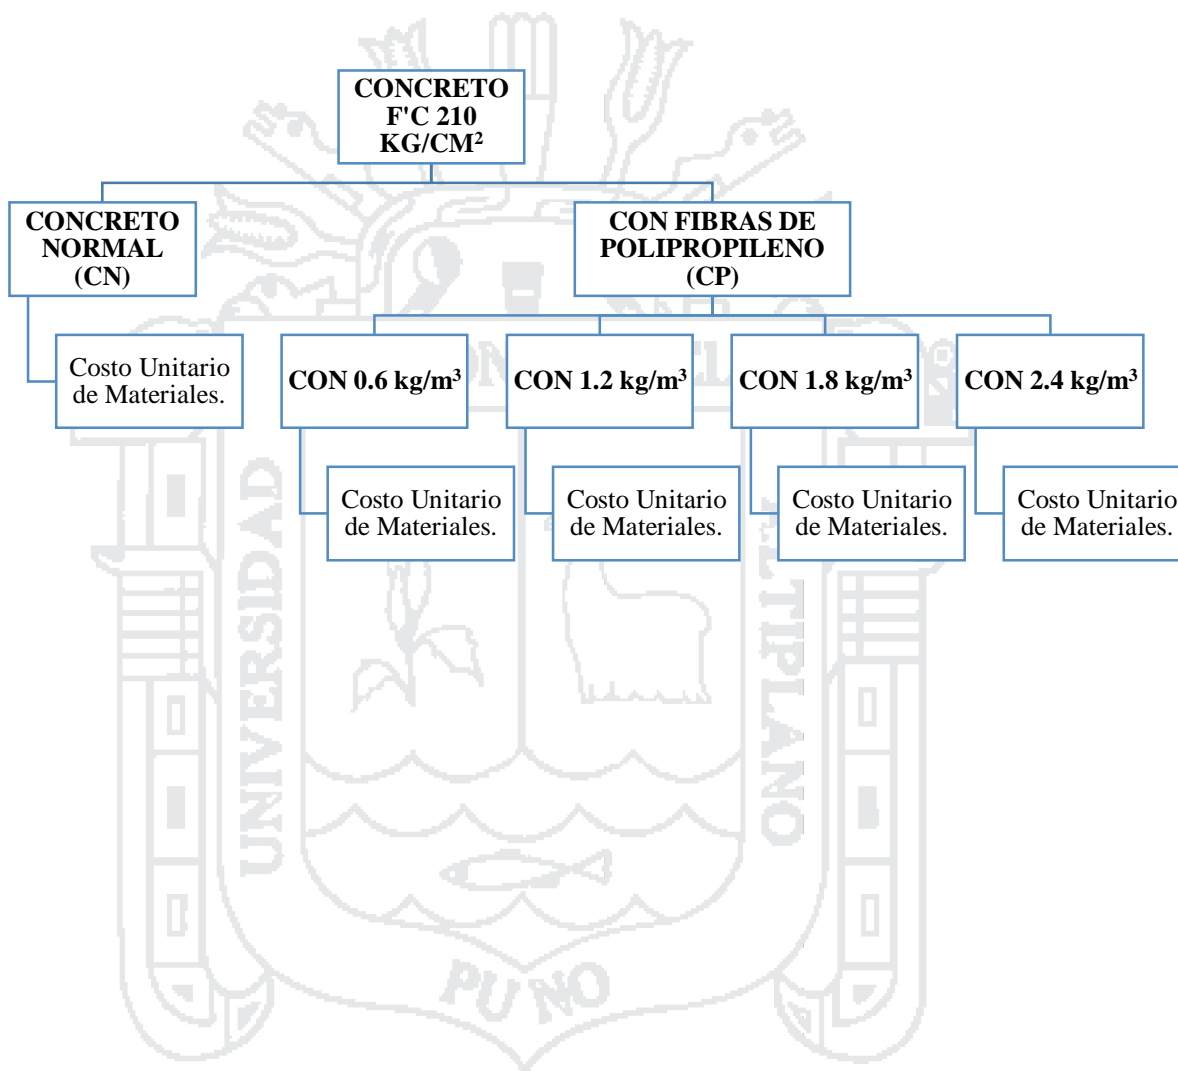 CONCRETO
F'C 210
KG/CM²
CONCRETO
NORMAL
(CN)
CON FIBRAS DE
POLIPROPILENO
(CP)
Costo Unitario
de Materiales.
CON 0.6 kg/m³
CON 1.2 kg/m³
CON 1.8 kg/m³
CON 2.4 kg/m³
Costo Unitario
de Materiales.
Costo Unitario
de Materiales.
Costo Unitario
de Materiales.
Costo Unitario
de Materiales.
UNIVERSIDAD
TIPLANO
PUNO